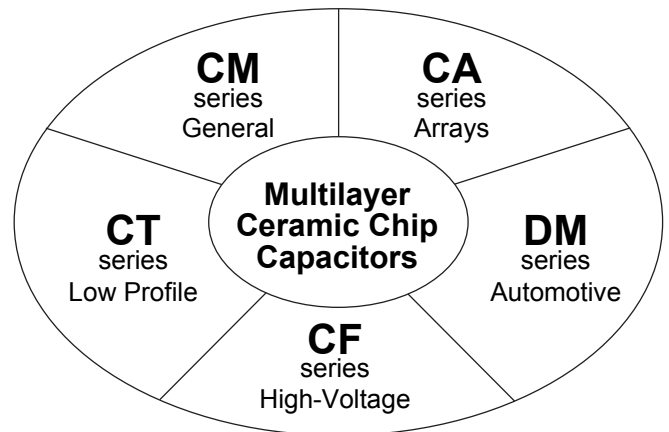 CM
series
General
CA
series
Arrays
Multilayer
Ceramic Chip
Capacitors
CT
series
Low Profile
DM
series
Automotive
CF
series
High-Voltage